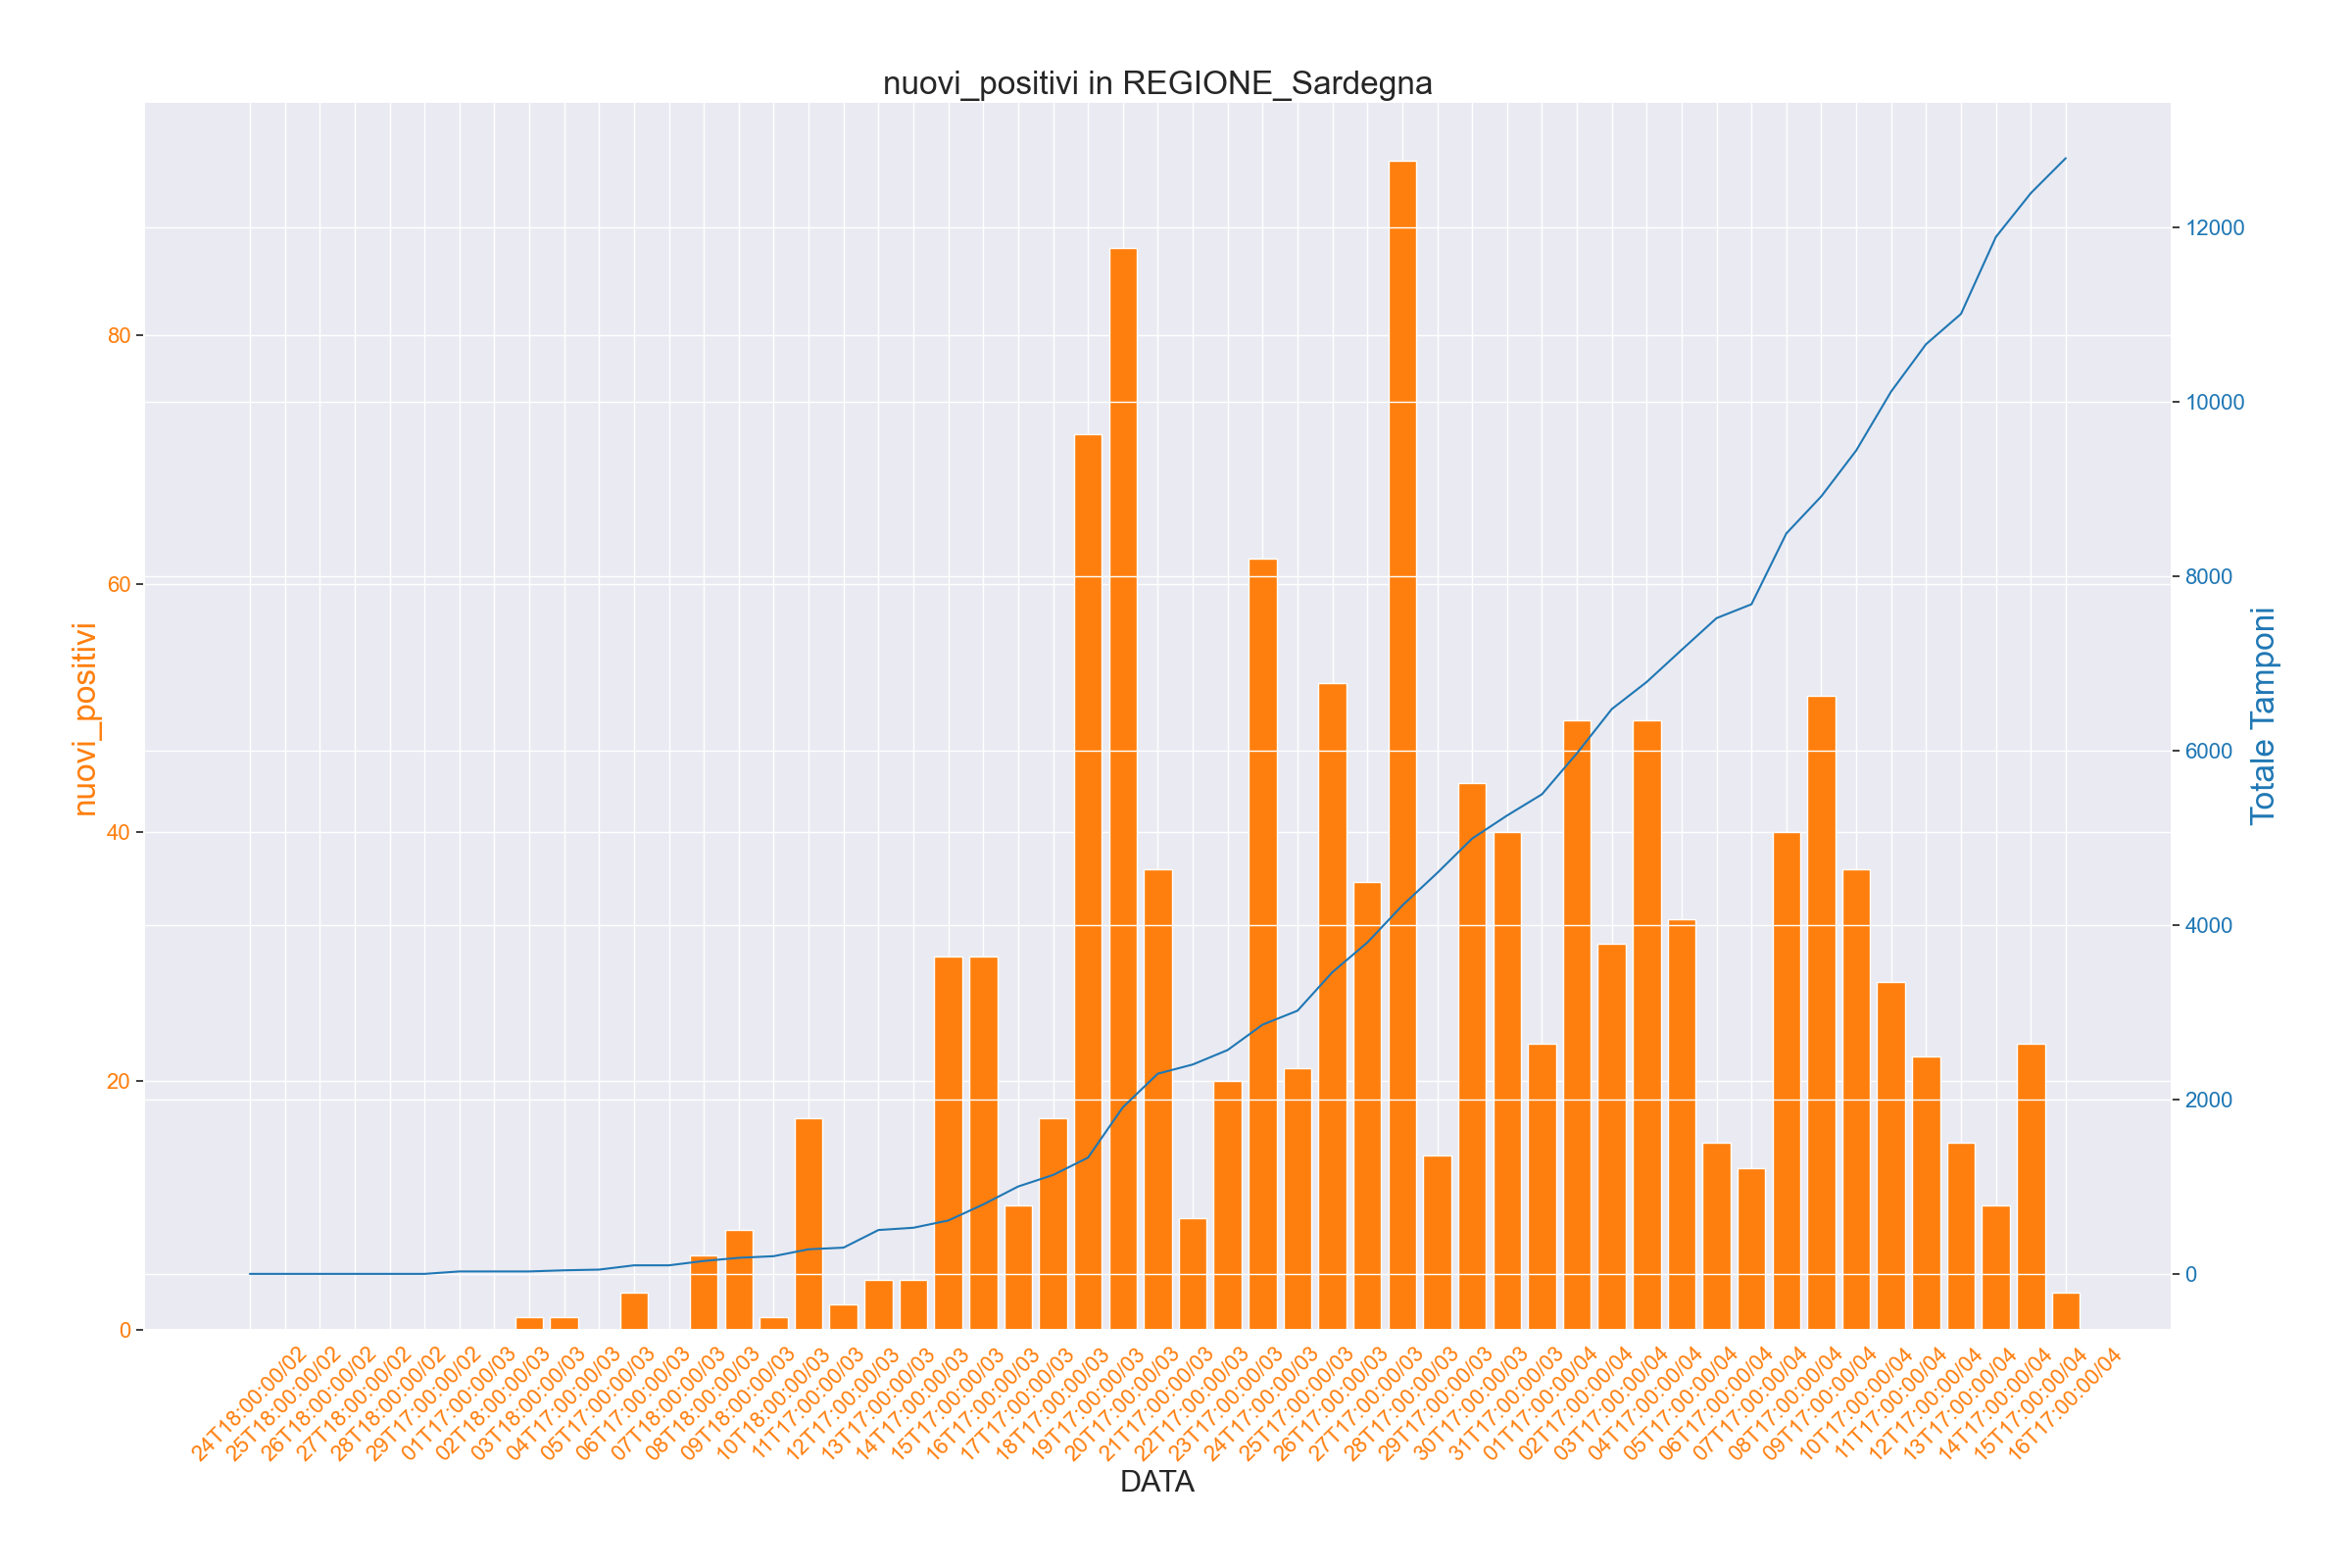 nuovi_positivi in REGIONE_Sardegna
80
60
40
20
0
nuovi_positivi
12000
10000
8000
6000
4000
2000
0
Totale Tamponi
24T18:00:00/02
25T18:00:00/02
26T18:00:00/02
27T18:00:00/02
28T18:00:00/02
29T17:00:00/02
01T17:00:00/03
02T18:00:00/03
03T18:00:00/03
04T17:00:00/03
05T17:00:00/03
06T17:00:00/03
07T18:00:00/03
08T18:00:00/03
09T18:00:00/03
10T18:00:00/03
11T17:00:00/03
12T17:00:00/03
13T17:00:00/03
14T17:00:00/03
15T17:00:00/03
16T17:00:00/03
17T17:00:00/03
18T17:00:00/03
19T17:00:00/03
20T17:00:00/03
21T17:00:00/03
22T17:00:00/03
23T17:00:00/03
24T17:00:00/03
25T17:00:00/03
26T17:00:00/03
27T17:00:00/03
28T17:00:00/03
29T17:00:00/03
30T17:00:00/03
31T17:00:00/03
01T17:00:00/04
02T17:00:00/04
03T17:00:00/04
04T17:00:00/04
05T17:00:00/04
06T17:00:00/04
07T17:00:00/04
08T17:00:00/04
09T17:00:00/04
10T17:00:00/04
11T17:00:00/04
12T17:00:00/04
13T17:00:00/04
14T17:00:00/04
15T17:00:00/04
16T17:00:00/04
DATA